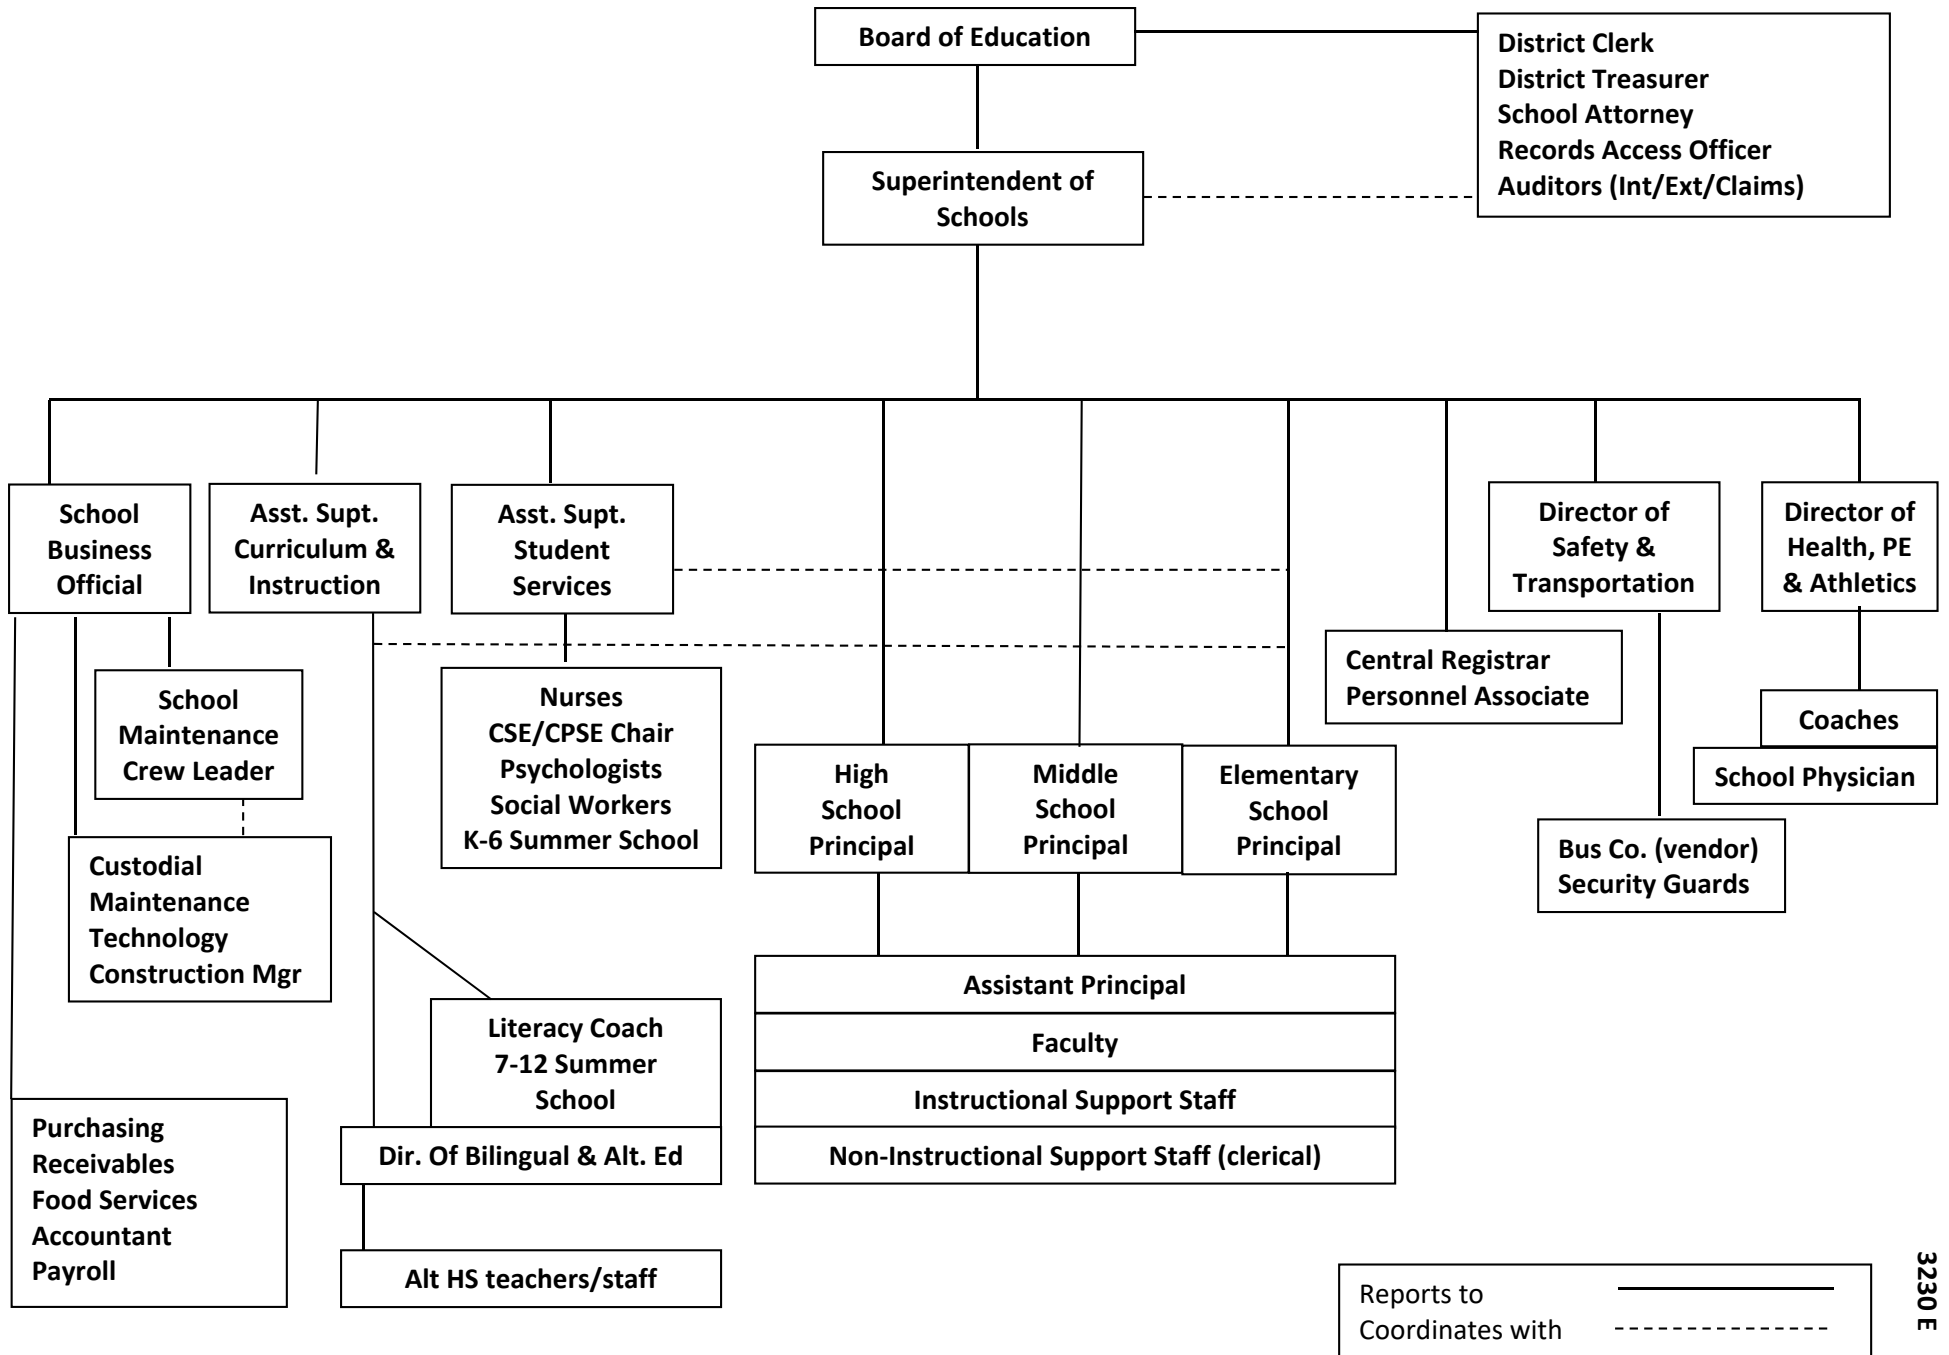 Board of Education
District Clerk
District Treasurer
School Attorney
Records Access Officer
Auditors (Int/Ext/Claims)
Superintendent of
Schools
School
Business
Official
Asst. Supt.
Curriculum &
Instruction
Asst. Supt.
Student
Services
Director of
Safety &
Transportation
Director of
Health, PE
& Athletics
Central Registrar
Personnel Associate
School
Maintenance
Crew Leader
Nurses
CSE/CPSE Chair
Psychologists
Social Workers
K-6 Summer School
Coaches
School Physician
High
School
Principal
Middle
School
Principal
Elementary
School
Principal
Bus Co. (vendor)
Security Guards
Custodial
Maintenance
Technology
Construction Mgr
Assistant Principal
Faculty
Instructional Support Staff
Non-Instructional Support Staff (clerical)
Literacy Coach
7-12 Summer
School
Dir. Of Bilingual & Alt. Ed
Purchasing
Receivables
Food Services
Accountant
Payroll
Alt HS teachers/staff
Reports to
Coordinates with
3230 E